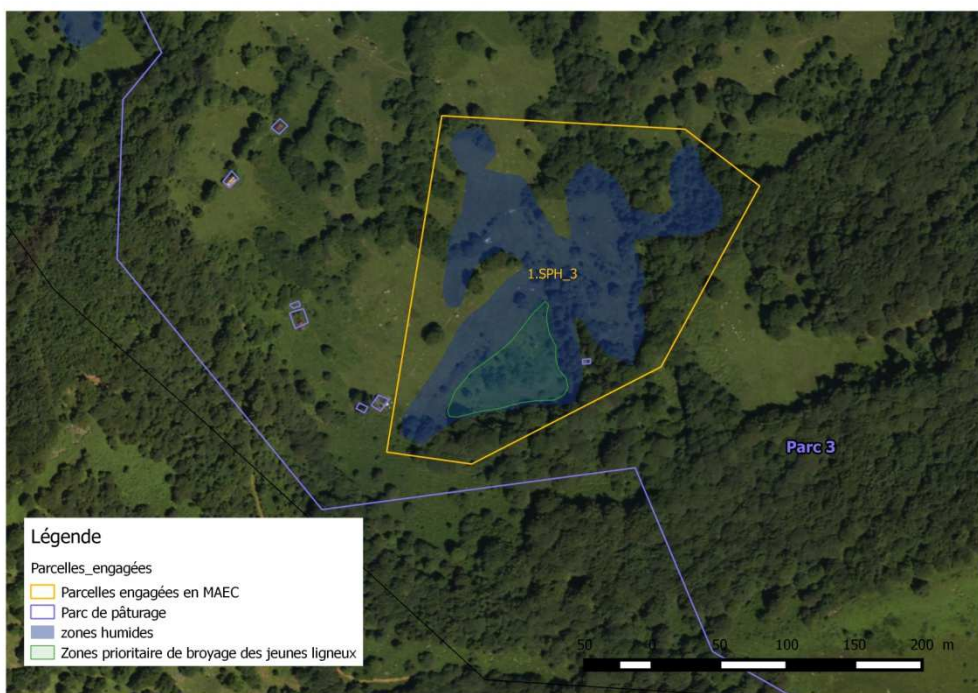 1.SPH_3
Parc 3
Légende
Parcelles_engagées
Parcelles engagées en MAEC
Parc de pâturage
zones humides
Zones prioritaire de broyage des jeunes ligneux
50 0 50 100 150 200 m